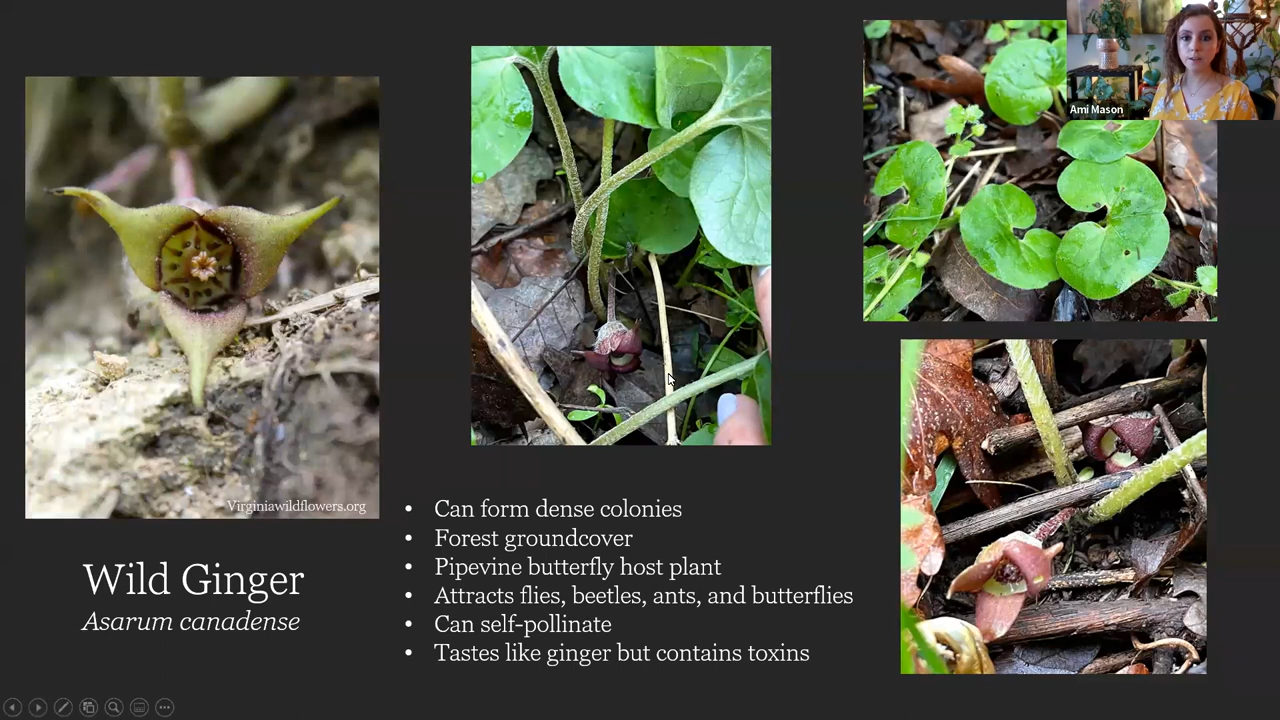 Ami Mason
Virginiawildflowers.org
Wild Ginger
Asarum canadense
• Can form dense colonies
• Forest groundcover
• Pipevine butterfly host plant
• Attracts flies, beetles, ants, and butterflies
• Can self-pollinate
• Tastes like ginger but contains toxins